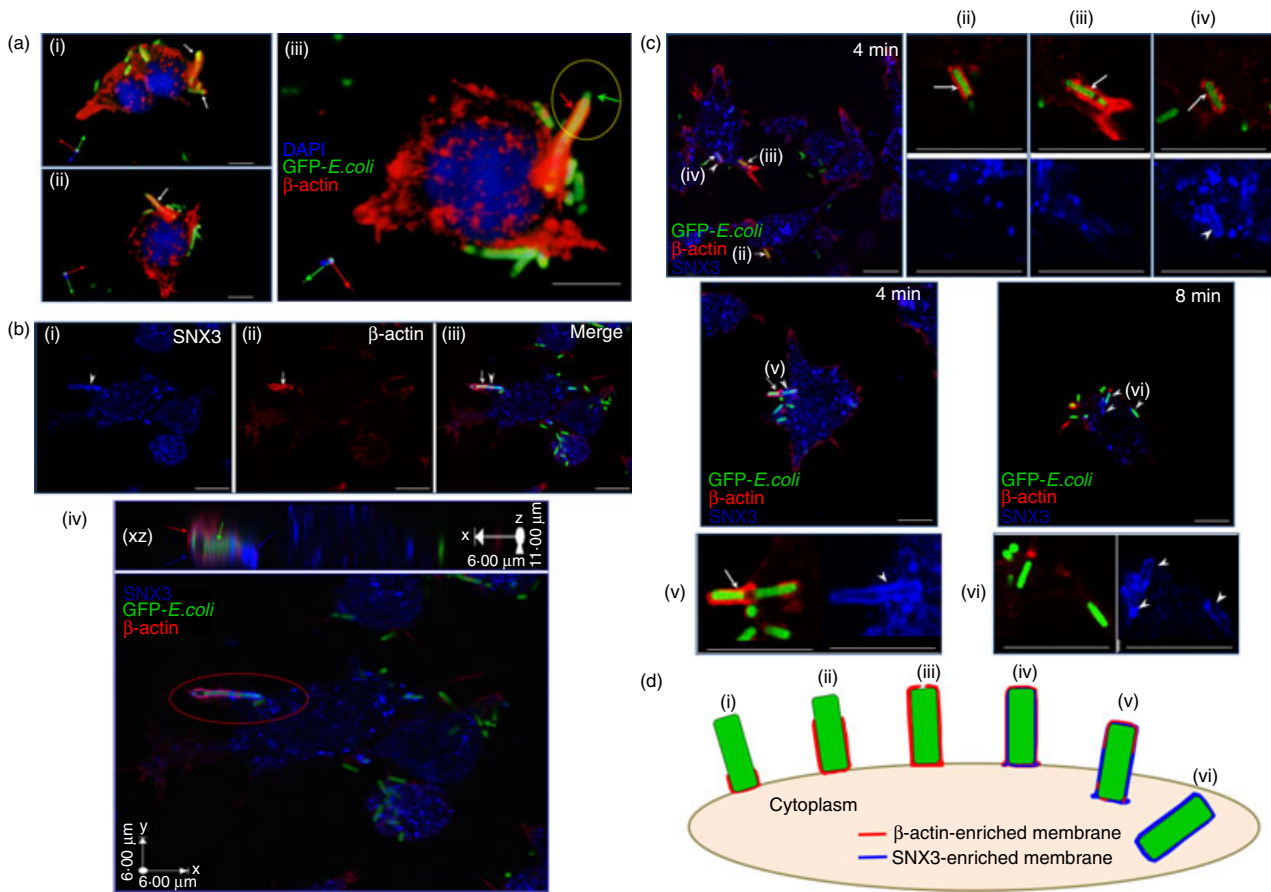 (a)
(i)
(ii)
(iii)
DAPI
GFP-E.coli
β-actin
(b)
(i)
SNX3
(ii)
β-actin
(iii)
Merge
(iv)
(xz)
x
z
6·00 μm
11·00 μm
SNX3
GFP-E.coli
β-actin
y
6·00 μm
x
6·00 μm
(c)
4 min
(iv)
(iii)
(ii)
GFP-E.coli
β-actin
SNX3
(ii)
(iii)
(iv)
4 min
(v)
GFP-E.coli
β-actin
SNX3
8 min
(vi)
GFP-E.coli
β-actin
SNX3
(v)
(vi)
(d)
(i)
(ii)
(iii)
(iv)
(v)
(vi)
Cytoplasm
β-actin-enriched membrane
SNX3-enriched membrane